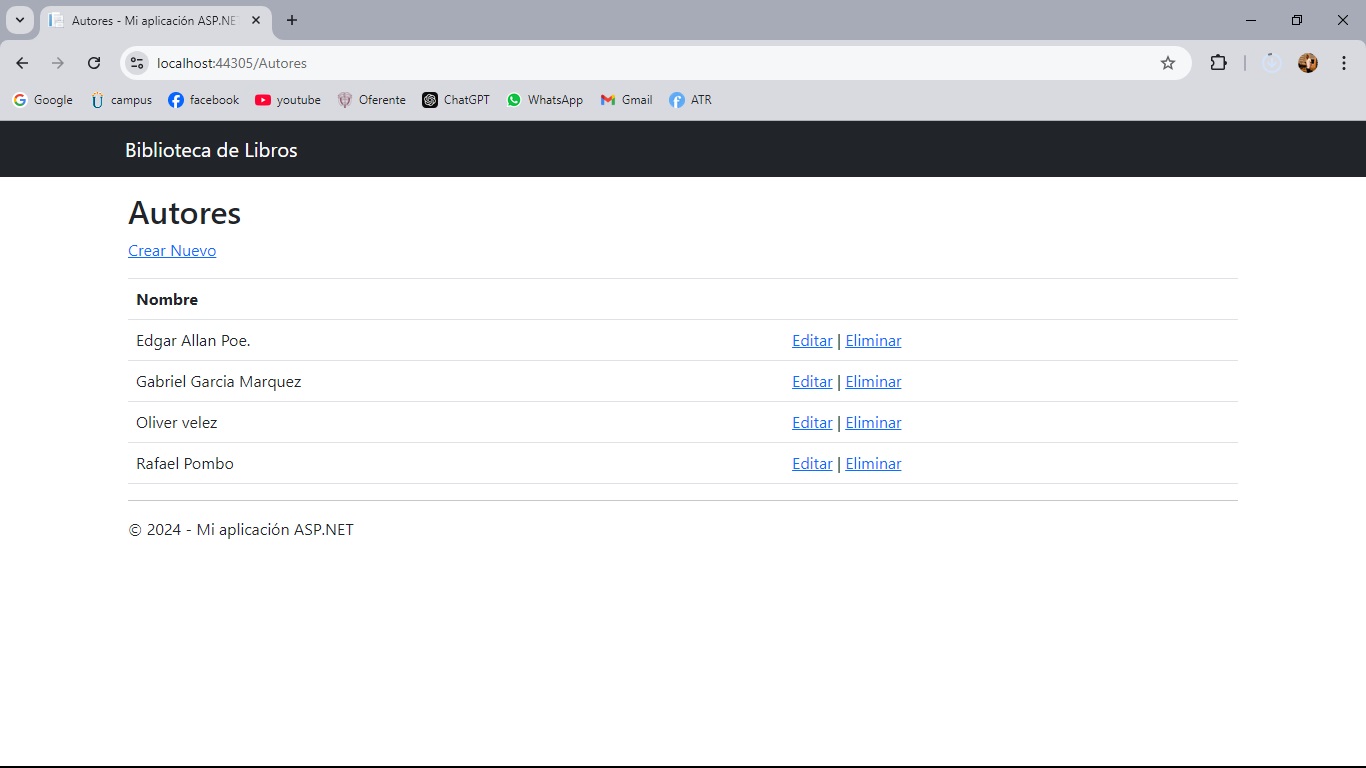 Autores - Mi aplicación ASP.NE
localhost:44305/Autores
Google campus facebook youtube Oferente ChatGPT WhatsApp Gmail ATR
Biblioteca de Libros
Autores
Crear Nuevo
Nombre
Edgar Allan Poe. Editar | Eliminar
Gabriel Garcia Marquez Editar | Eliminar
Oliver velez Editar | Eliminar
Rafael Pombo Editar | Eliminar
© 2024 - Mi aplicación ASP.NET